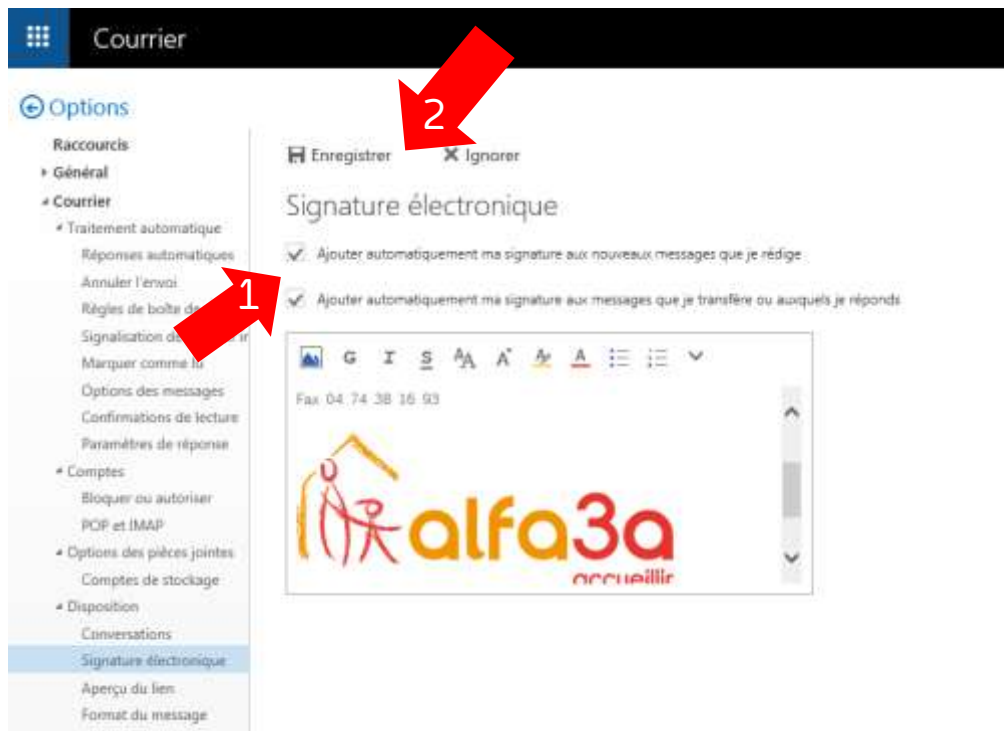 Courrier
Options
Raccourcis
Général
Courrier
Traitement automatique
Réponses automatiques
Annuler l'envoi
Règles de boîte de
Signalisation de
ir
Marquer comme lu
Options des messages
Confirmations de lecture
Paramètres de réponse
Comptes
Bloquer ou autoriser
POP et IMAP
Options des pièces jointes
Comptes de stockage
Disposition
Conversations
Signature électronique
Aperçu du lien
Format du message
2
Enregistrer
Ignorer
Signature électronique
1
Ajouter automatiquement ma signature aux nouveaux messages que je rédige
Ajouter automatiquement ma signature aux messages que je transfère ou auxquels je réponds
G I S AA A A
Fax 04 74 38 16 93
alfa3a
accueillir